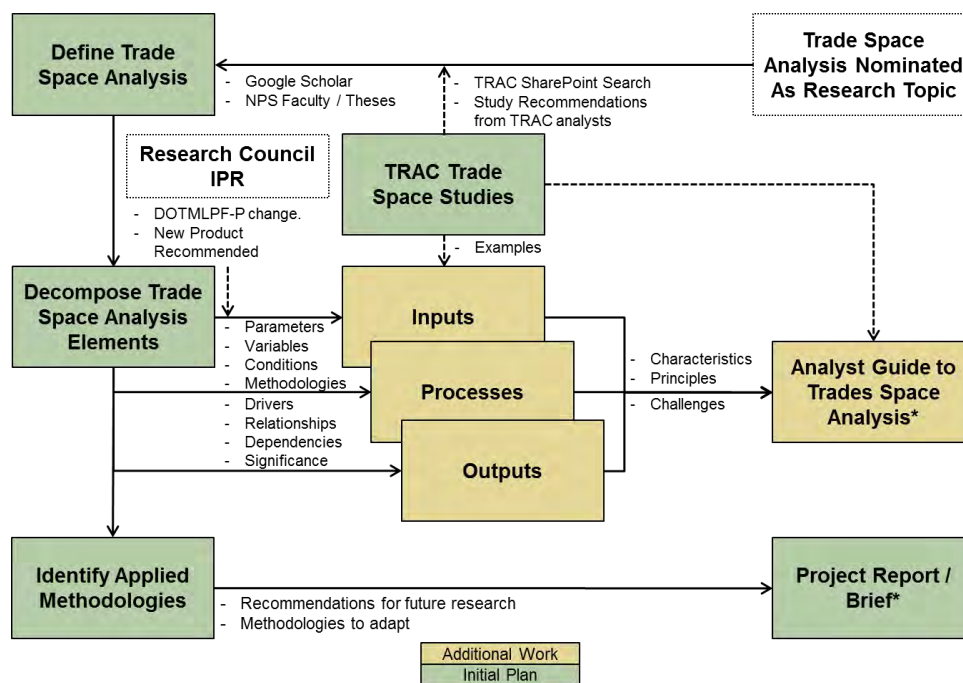 Define Trade
Space Analysis
Trade Space
Analysis Nominated
As Research Topic
- Google Scholar
- NPS Faculty / Theses
- TRAC SharePoint Search
- Study Recommendations
from TRAC analysts
Research Council
IPR
TRAC Trade
Space Studies
- DOTMLPF-P change.
- New Product
Recommended
- Examples
Decompose Trade
Space Analysis
Elements
- Parameters
- Variables
- Conditions
- Methodologies
- Drivers
- Relationships
- Dependencies
- Significance
Inputs
Processes
Outputs
- Characteristics
- Principles
- Challenges
Analyst Guide to
Trades Space
Analysis*
Identify Applied
Methodologies
- Recommendations for future research
- Methodologies to adapt
Project Report /
Brief*
Additional Work
Initial Plan